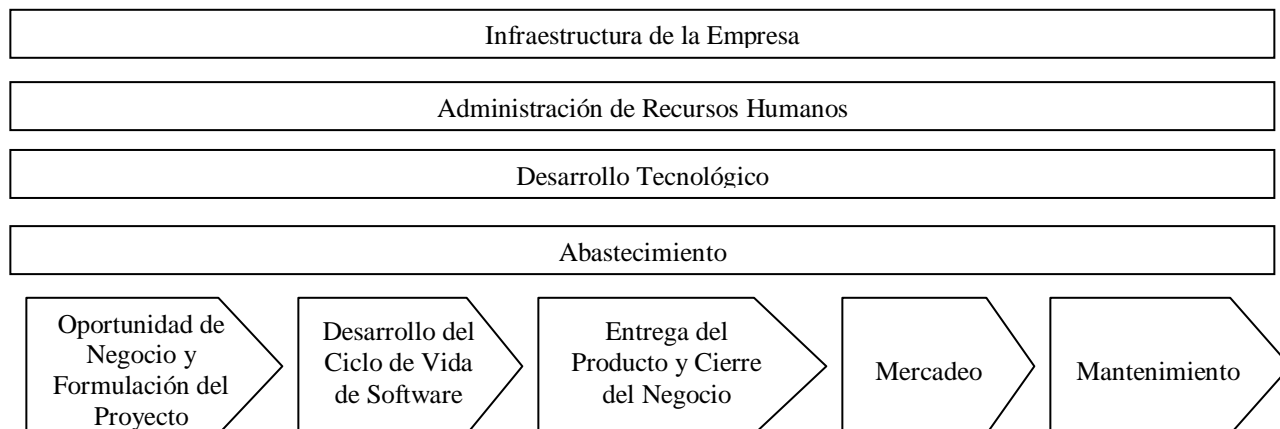 Infraestructura de la Empresa
Administración de Recursos Humanos
Desarrollo Tecnológico
Abastecimiento
Oportunidad de
Negocio y
Formulación del
Proyecto
Desarrollo del
Ciclo de Vida
de Software
Entrega del
Producto y Cierre
del Negocio
Mercadeo
Mantenimiento